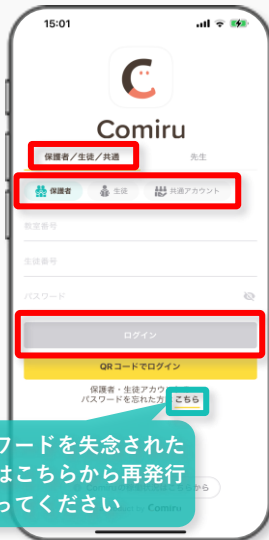 15:01
Comiru
保護者／生徒／共通
先生
保護者
生徒
共通アカウント
教室番号
生徒番号
パスワード
ログイン
QRコードでログイン
保護者・生徒アカウ
パスワードを忘れた方 こちら
ワードを失念された
はこちらから再発行
ってください
から
Comiru